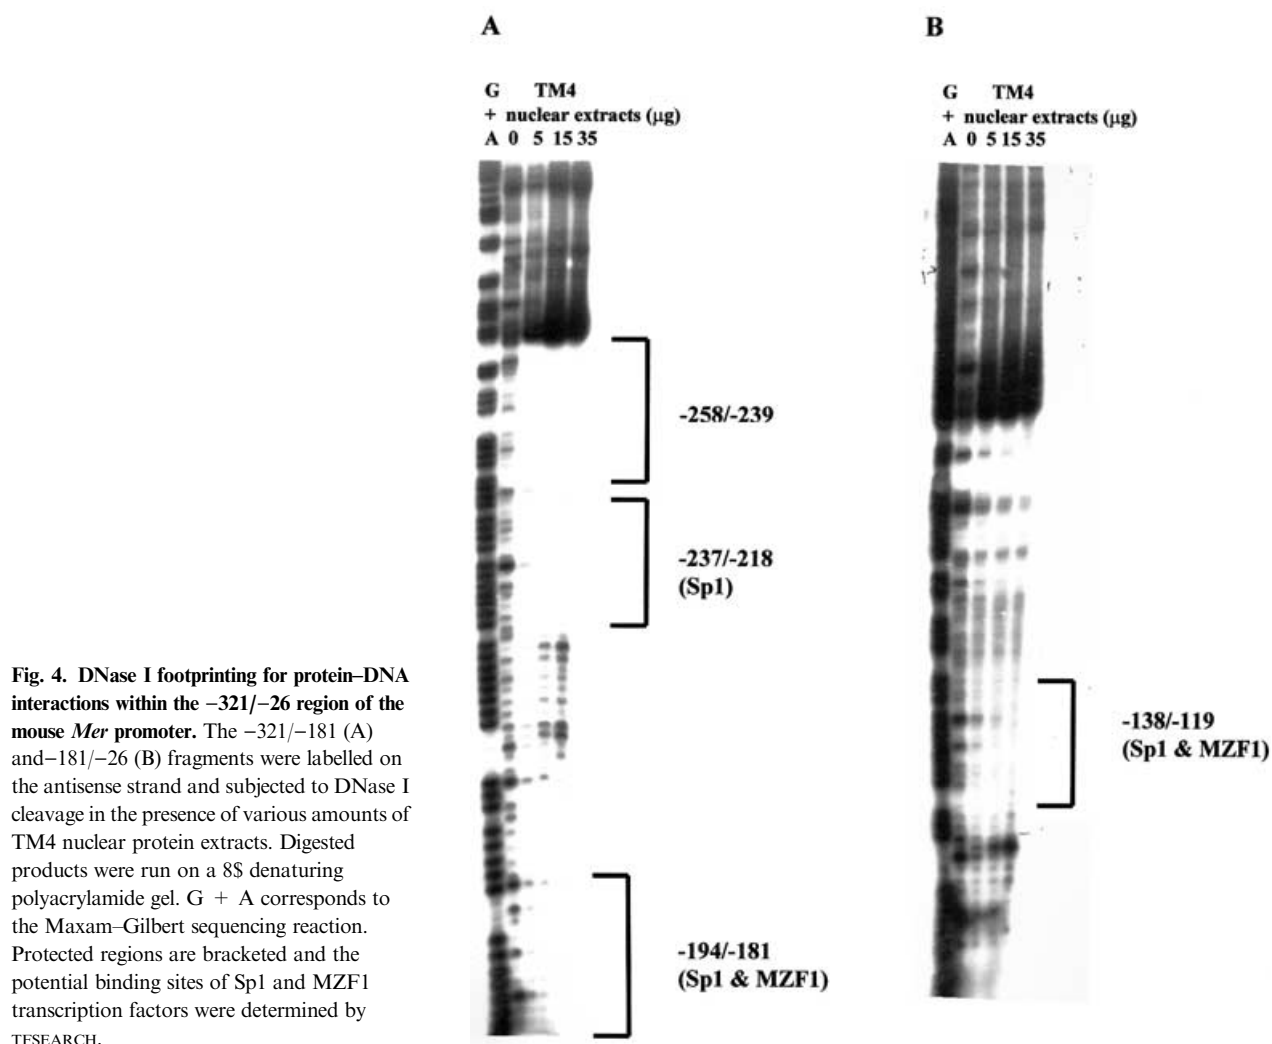 A
B
G TM4
+ nuclear extracts (μg)
A 0 5 15 35
G TM4
+ nuclear extracts (μg)
A 0 5 15 35
-258/-239
-237/-218
(Sp1)
-138/-119
(Sp1 & MZF1)
-194/-181
(Sp1 & MZF1)
Fig. 4. DNase I footprinting for protein–DNA
interactions within the −321/−26 region of the
mouse Mer promoter. The −321/−181 (A)
and−181/−26 (B) fragments were labelled on
the antisense strand and subjected to DNase I
cleavage in the presence of various amounts of
TM4 nuclear protein extracts. Digested
products were run on a 8$ denaturing
polyacrylamide gel. G + A corresponds to
the Maxam–Gilbert sequencing reaction.
Protected regions are bracketed and the
potential binding sites of Sp1 and MZF1
transcription factors were determined by
TFSEARCH.